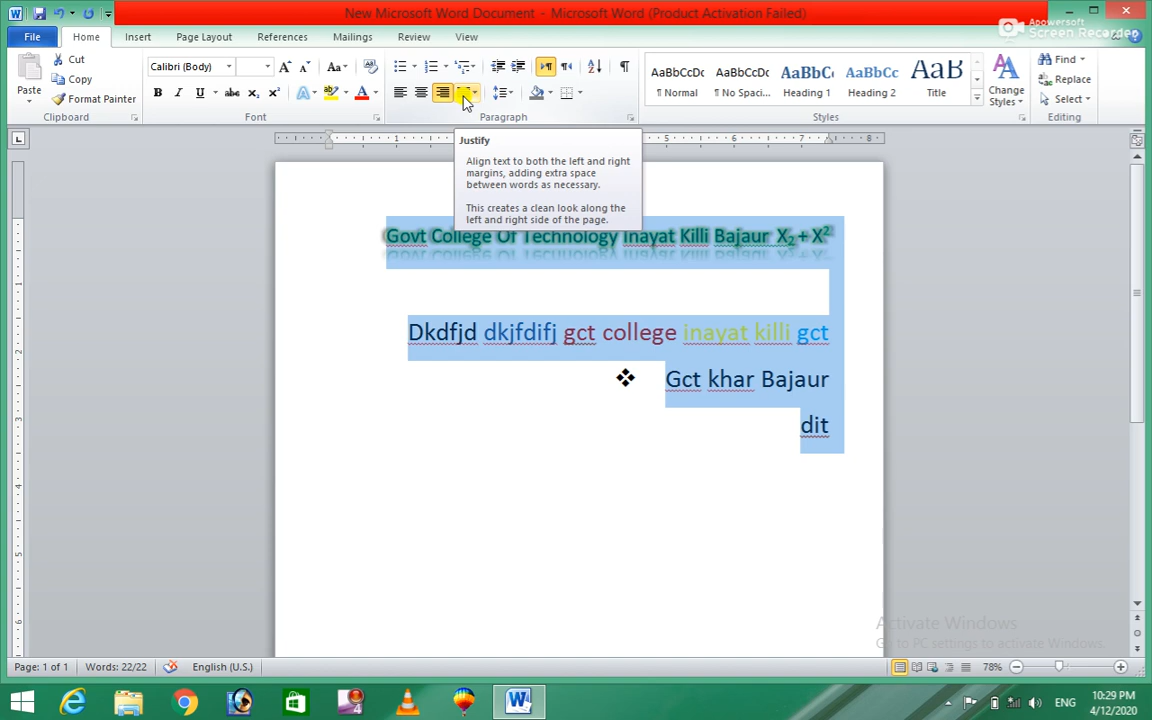 New Microsoft Word Document - Microsoft Word (Product Activation Failed)
Apowersoft
Screen Recorder
File Home Insert Page Layout References Mailings Review View
Paste
Cut
Copy
Format Painter
Clipboard
Calibri (Body)
Font
Paragraph
AaBbCcDc AaBbCcDc AaBbC AaBbCc AaB
¶ Normal ¶ No Spaci... Heading 1 Heading 2 Title
Change Styles
Styles
Find
Replace
Select
Editing
Justify
Align text to both the left and right
margins, adding extra space
between words as necessary.
This creates a clean look along the
left and right side of the page.
Govt College Of Technology Inayat Killi Bajaur X₂ + X²
Dkdfjd dkjfdifj gct college inayat killi gct
❖ Gct khar Bajaur
dit
Activate Windows
Go to PC settings to activate Windows.
Page: 1 of 1 Words: 22/22 English (U.S.) 78%
ENG
10:29 PM
4/12/2020